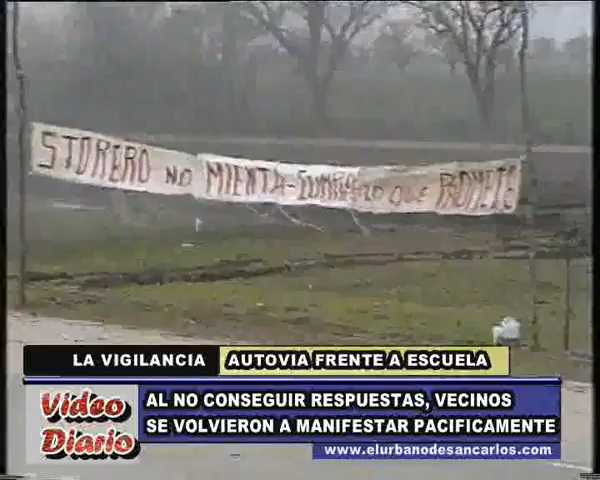 STORERO NO MIENTA - CUMPLA LO QUE PROMETE
LA VIGILANCIA
AUTOVIA FRENTE A ESCUELA
Video
Diario
AL NO CONSEGUIR RESPUESTAS, VECINOS
SE VOLVIERON A MANIFESTAR PACIFICAMENTE
www.elurbanodesancarlos.com